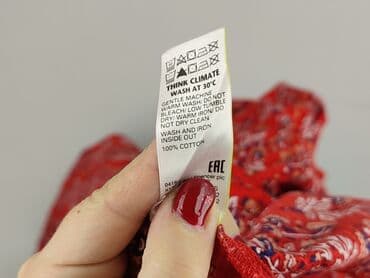 THINK CLIMATE
WASH AT 30°C
GENTLE MACHINE
WARM WASH/DO NOT
BLEACH/LOW TUMBLE
DRY/WARM IRON/DO
NOT DRY CLEAN
WASH AND IRON
INSIDE OUT
100% COTTON
EAC
plc